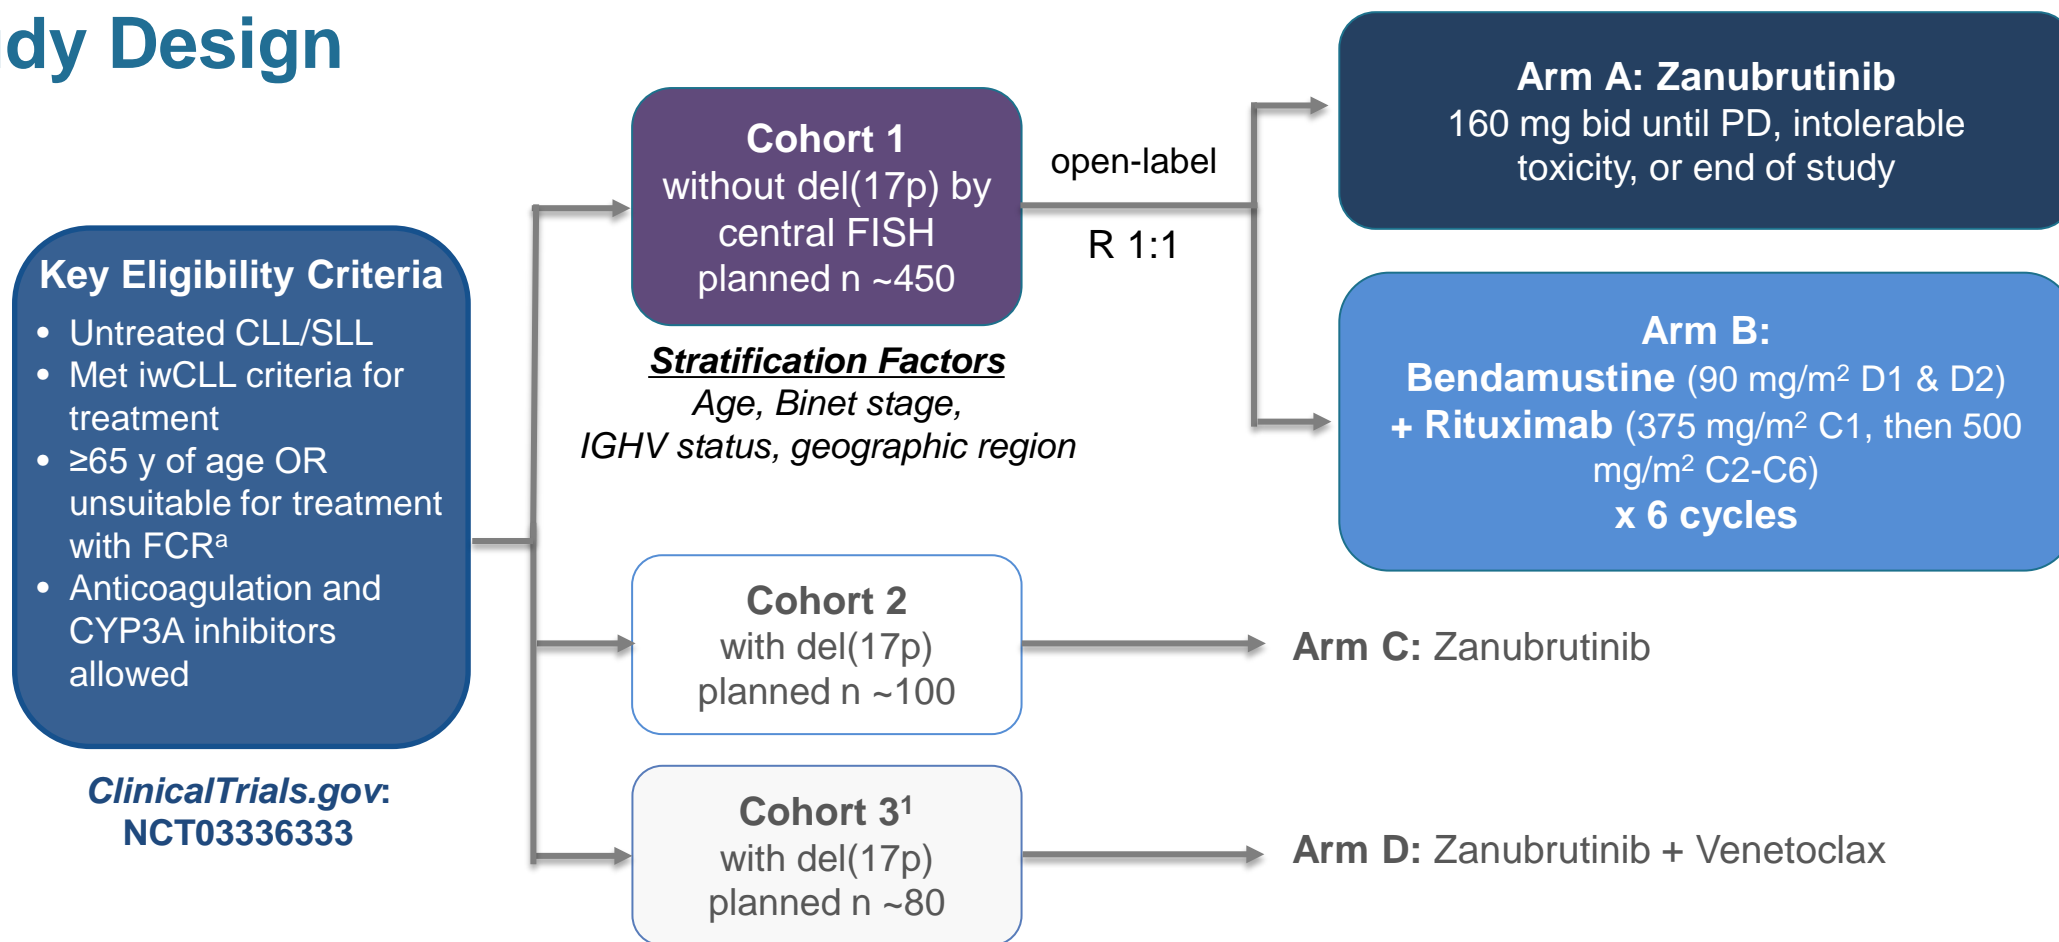 dy Design
Key Eligibility Criteria
• Untreated CLL/SLL
• Met iwCLL criteria for
treatment
• ≥65 y of age OR
unsuitable for treatment
with FCRᵃ
• Anticoagulation and
CYP3A inhibitors
allowed
ClinicalTrials.gov:
NCT03336333
Cohort 1
without del(17p) by
central FISH
planned n ~450
Stratification Factors
Age, Binet stage,
IGHV status, geographic region
open-label
R 1:1
Arm A: Zanubrutinib
160 mg bid until PD, intolerable
toxicity, or end of study
Arm B:
Bendamustine (90 mg/m² D1 & D2)
+ Rituximab (375 mg/m² C1, then 500
mg/m² C2-C6)
x 6 cycles
Cohort 2
with del(17p)
planned n ~100
Arm C: Zanubrutinib
Cohort 3¹
with del(17p)
planned n ~80
Arm D: Zanubrutinib + Venetoclax